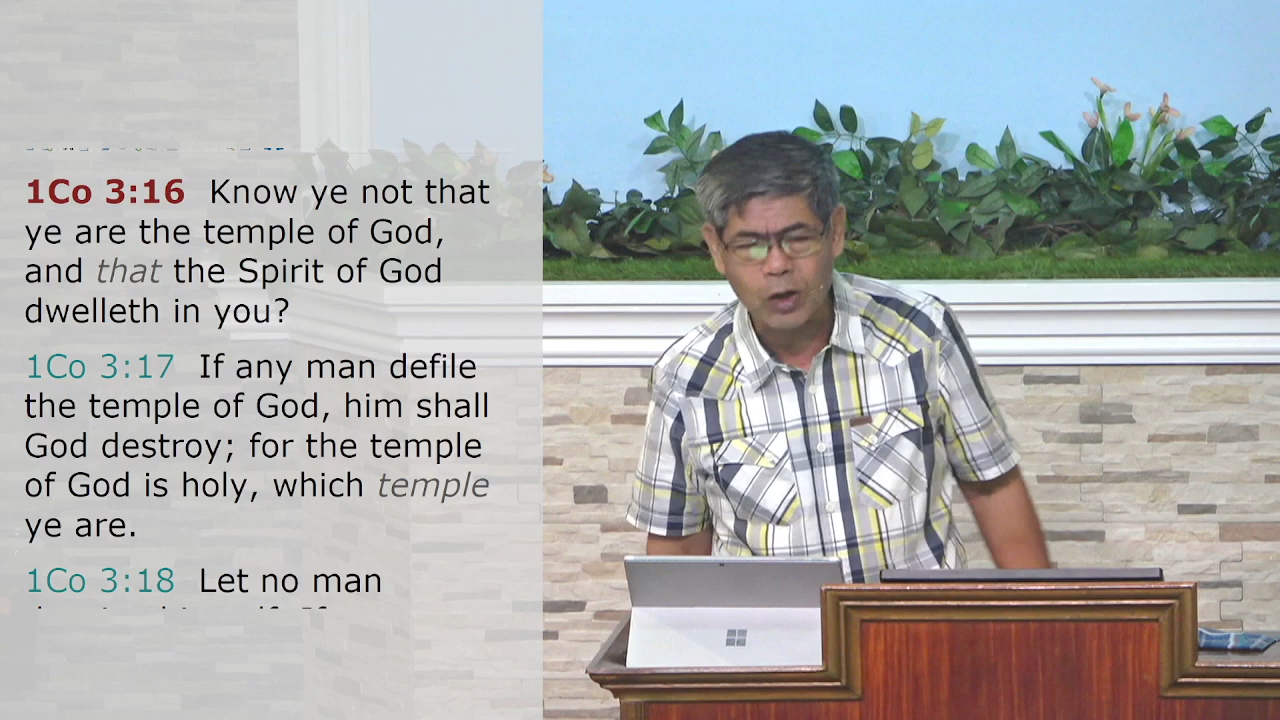 1Co 3:16 Know ye not that
ye are the temple of God,
and that the Spirit of God
dwelleth in you?
1Co 3:17 If any man defile
the temple of God, him shall
God destroy; for the temple
of God is holy, which temple
ye are.
1Co 3:18 Let no man